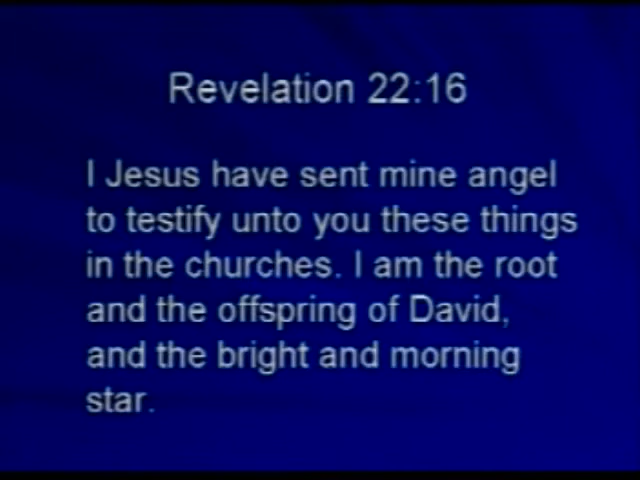 Revelation 22:16
I Jesus have sent mine angel
to testify unto you these things
in the churches. I am the root
and the offspring of David,
and the bright and morning
star.